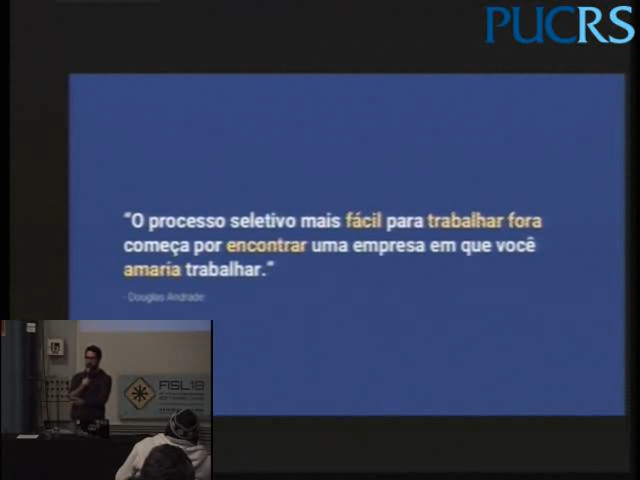 PUCRS
“O processo seletivo mais fácil para trabalhar fora
começa por encontrar uma empresa em que você
amaria trabalhar.”
- Douglas Andrade
FISL18